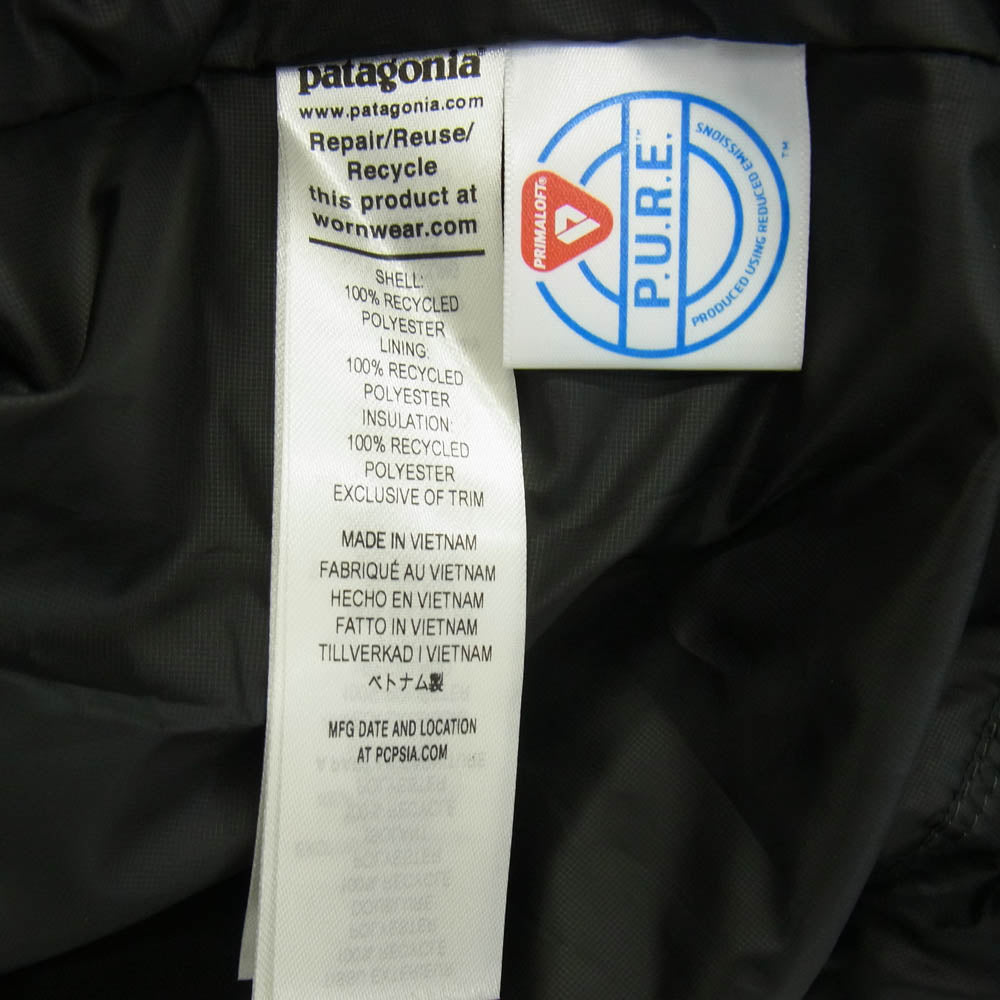 patagonia®
www.patagonia.com
Repair/Reuse/
Recycle
this product at
wornwear.com
SHELL:
100% RECYCLED
POLYESTER
LINING:
100% RECYCLED
POLYESTER
INSULATION:
100% RECYCLED
POLYESTER
EXCLUSIVE OF TRIM
MADE IN VIETNAM
FABRIQUÉ AU VIETNAM
HECHO EN VIETNAM
FATTO IN VIETNAM
TILLVERKAD I VIETNAM
ベトナム製
MFG DATE AND LOCATION
AT PCPSIA.COM
PRIMALOFT®
P.U.R.E.™
PRODUCED USING REDUCED EMISSIONS
™